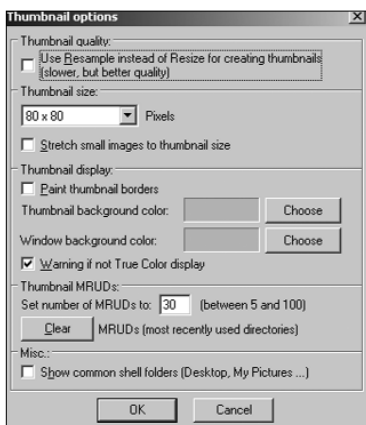 Thumbnail options
Thumbnail quality:
Use Resample instead of Resize for creating thumbnails
(slower, but better quality)
Thumbnail size:
80 x 80 Pixels
Stretch small images to thumbnail size
Thumbnail display:
Paint thumbnail borders
Thumbnail background color: Choose
Window background color: Choose
Warning if not True Color display
Thumbnail MRUDs:
Set number of MRUDs to: 30 (between 5 and 100)
Clear MRUDs (most recently used directories)
Misc.:
Show common shell folders (Desktop, My Pictures ...)
OK Cancel